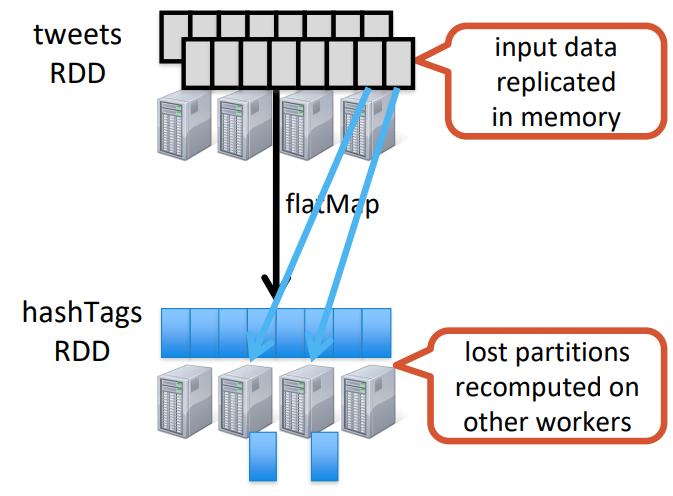 tweets
RDD
input data
replicated
in memory
flatMap
hashTags
RDD
lost partitions
recomputed on
other workers